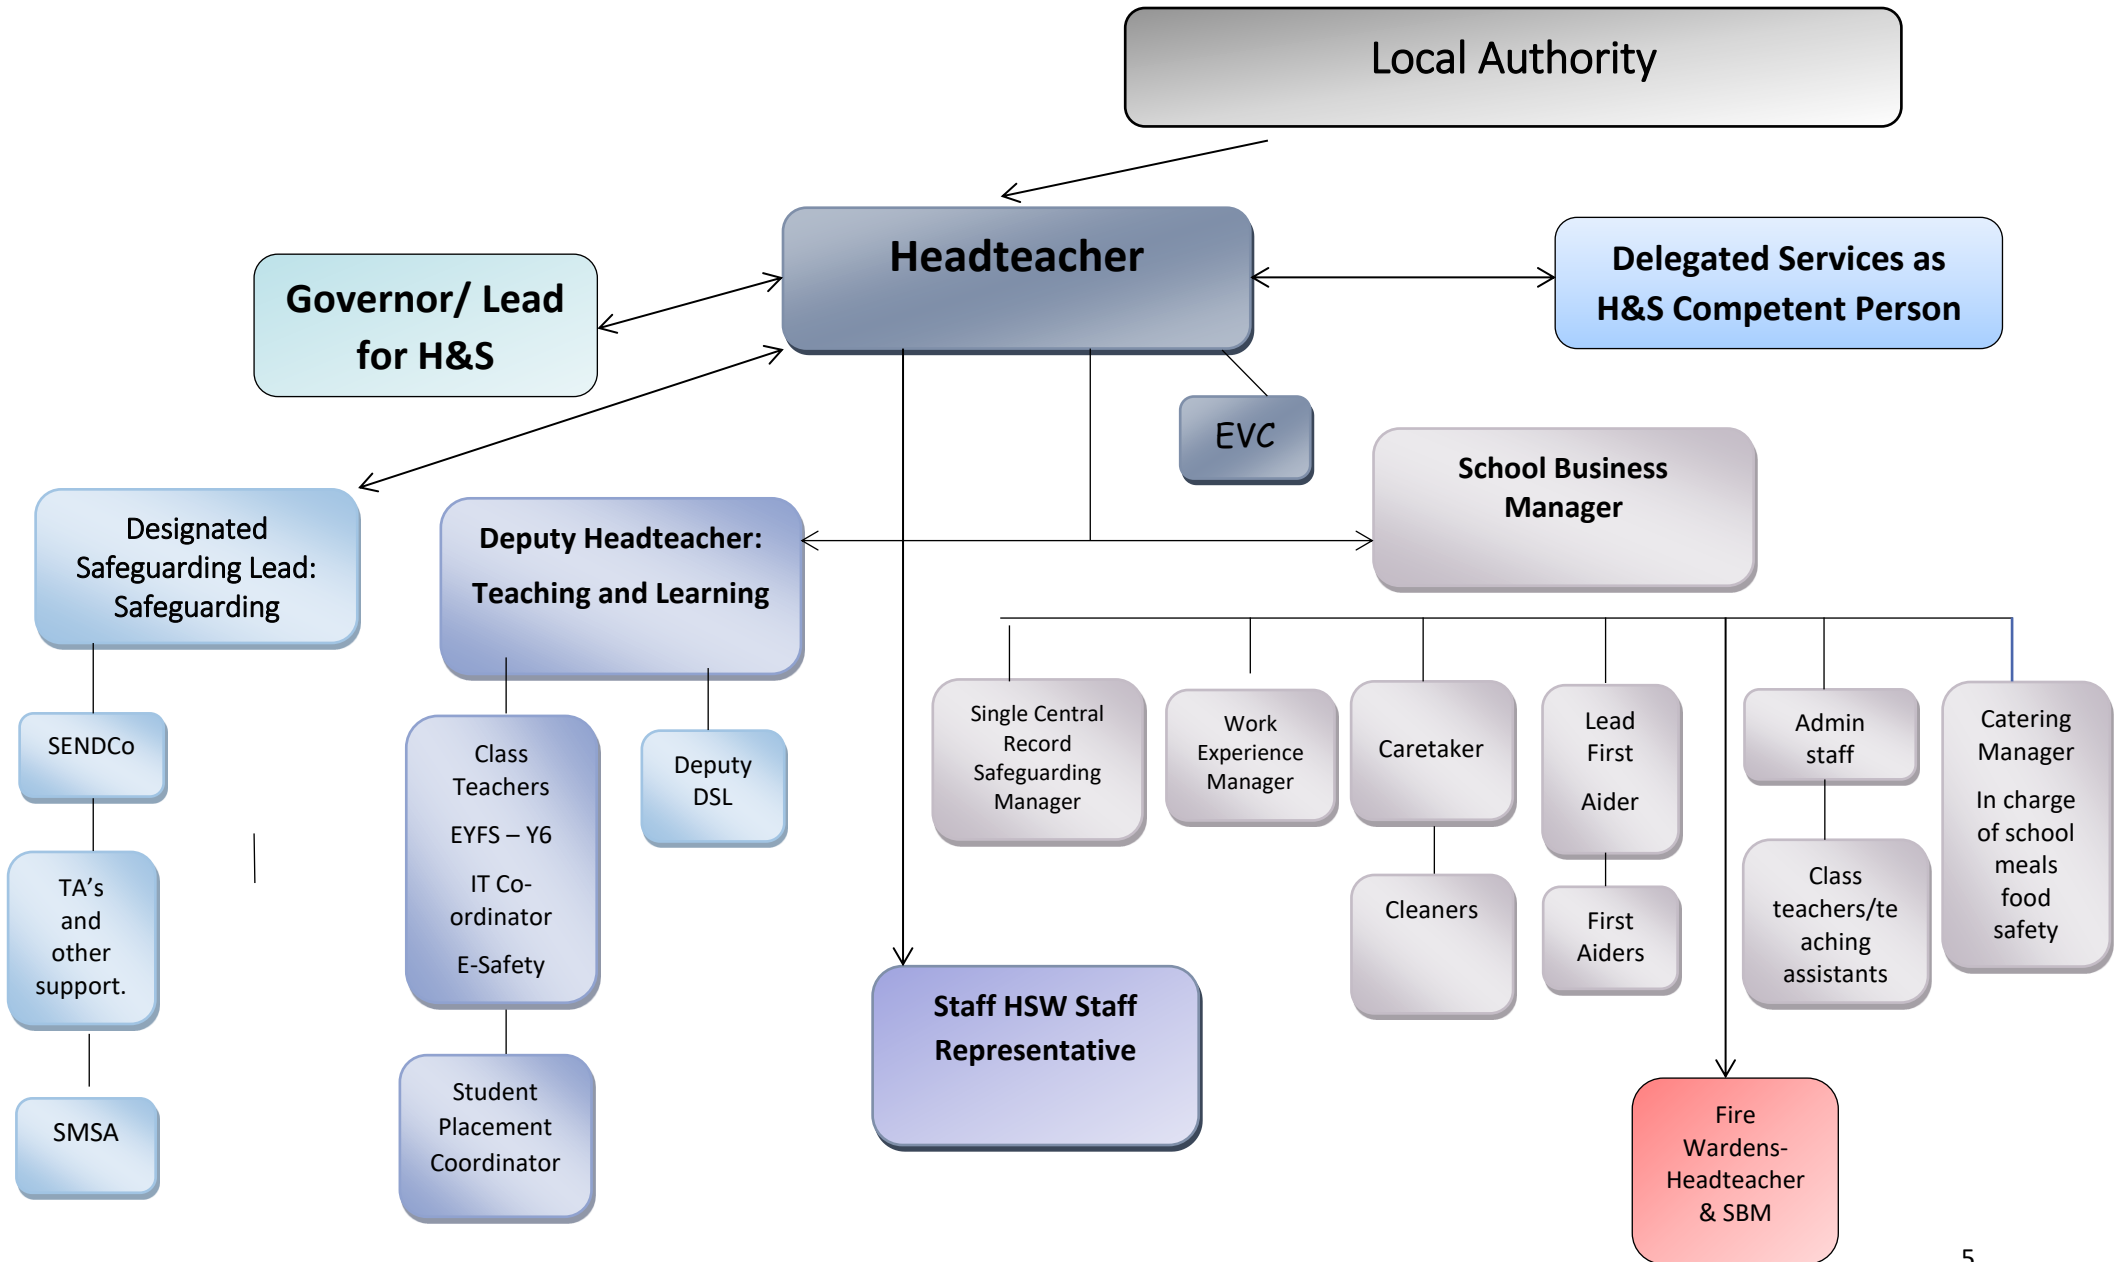 Local Authority
Headteacher
Governor/ Lead
for H&S
Delegated Services as
H&S Competent Person
EVC
School Business
Manager
Designated
Safeguarding Lead:
Safeguarding
Deputy Headteacher:
Teaching and Learning
SENDCo
TA's
and
other
support.
SMSA
Class
Teachers
EYFS – Y6
IT Co-
ordinator
E-Safety
Deputy
DSL
Student
Placement
Coordinator
Staff HSW Staff
Representative
Single Central
Record
Safeguarding
Manager
Work
Experience
Manager
Caretaker
Cleaners
Lead
First
Aider
First
Aiders
Admin
staff
Class
teachers/te
aching
assistants
Catering
Manager
In charge
of school
meals
food
safety
Fire
Wardens-
Headteacher
& SBM
5